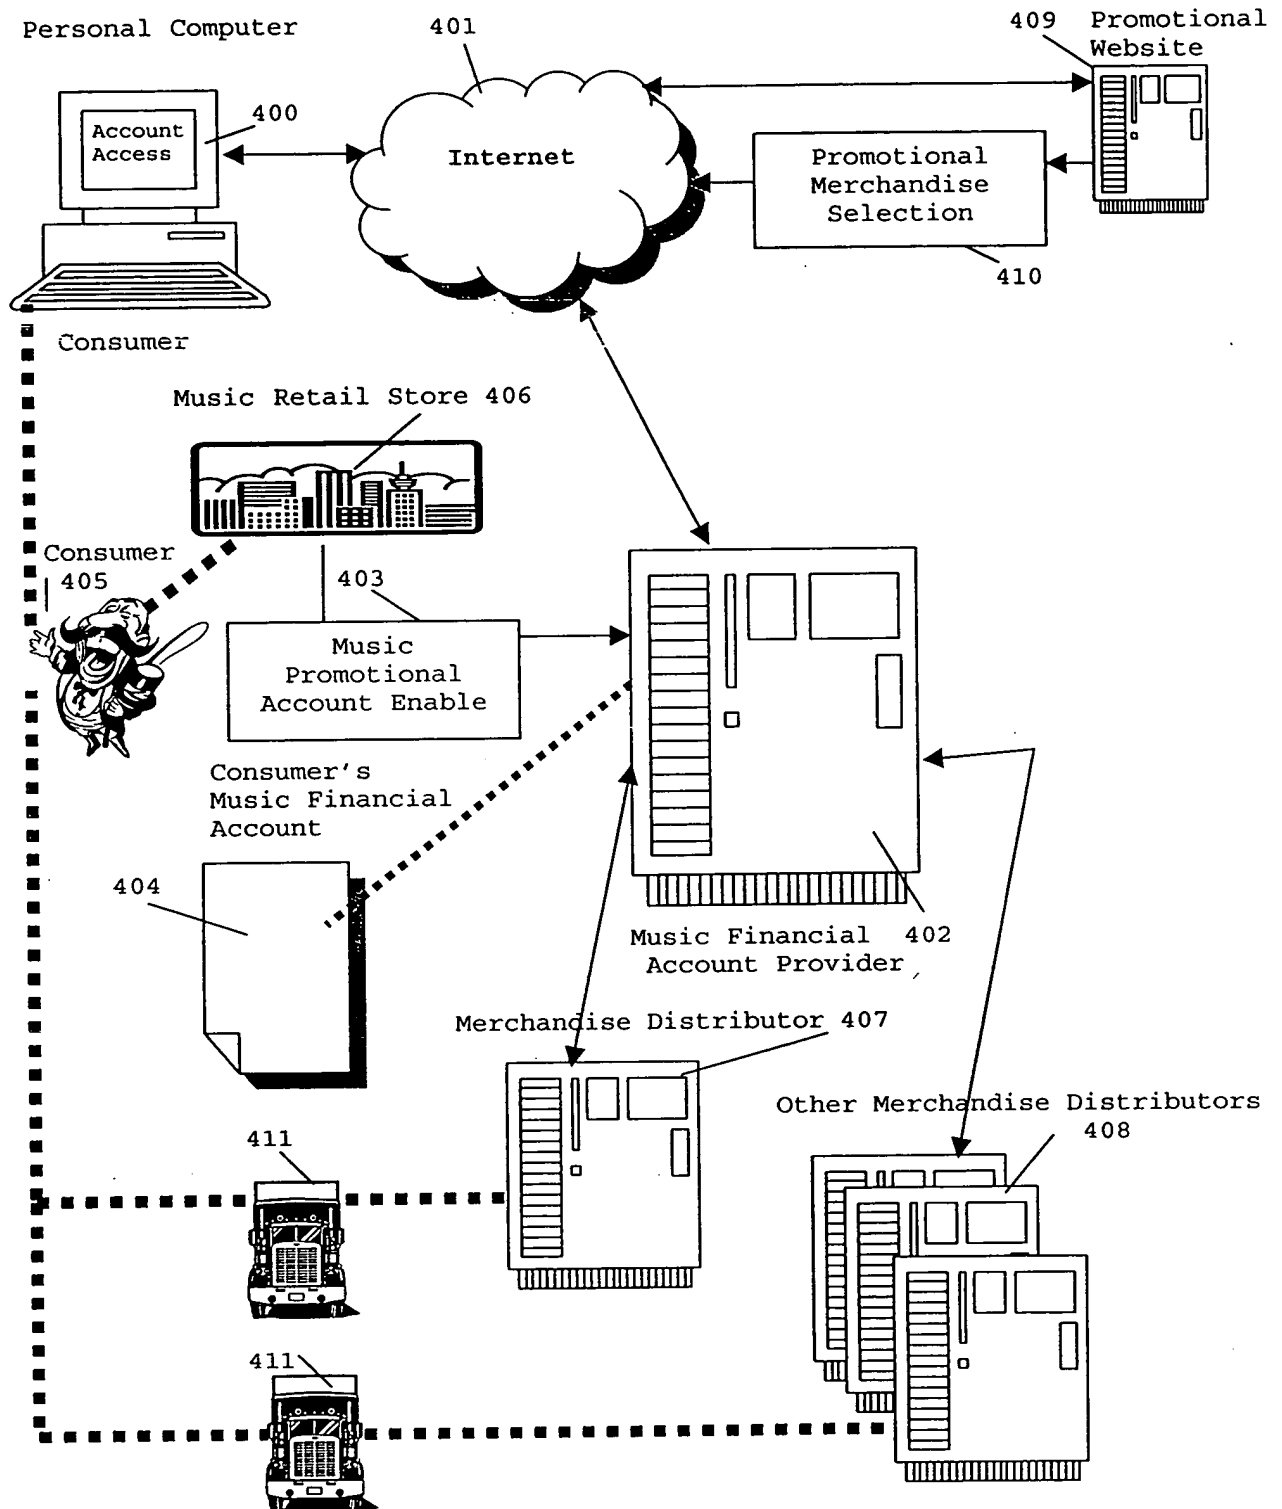 Personal Computer
401
409 Promotional
Website
Account
Access
400
Internet
Promotional
Merchandise
Selection
410
Consumer
Music Retail Store 406
Consumer
405
403
Music
Promotional
Account Enable
Consumer's
Music Financial
Account
404
Music Financial 402
Account Provider
Merchandise Distributor 407
Other Merchandise Distributors
408
411
411